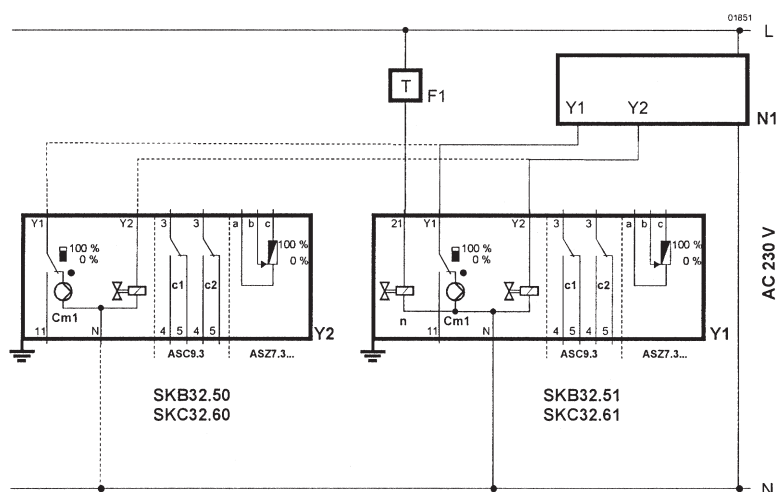 01851
L
T
F1
Y1 Y2
N1
Y1 Y2 3 3 a b c
100 %
0 %
100 %
0 %
c1 c2
Cm1
11 N 4 5 4 5
Y2
ASC9.3 ASZ7.3...
SKB32.50
SKC32.60
21 Y1 Y2 3 3 a b c
100 %
0 %
100 %
0 %
c1 c2
n Cm1
11 N 4 5 4 5
Y1
ASC9.3 ASZ7.3...
SKB32.51
SKC32.61
AC 230 V
N